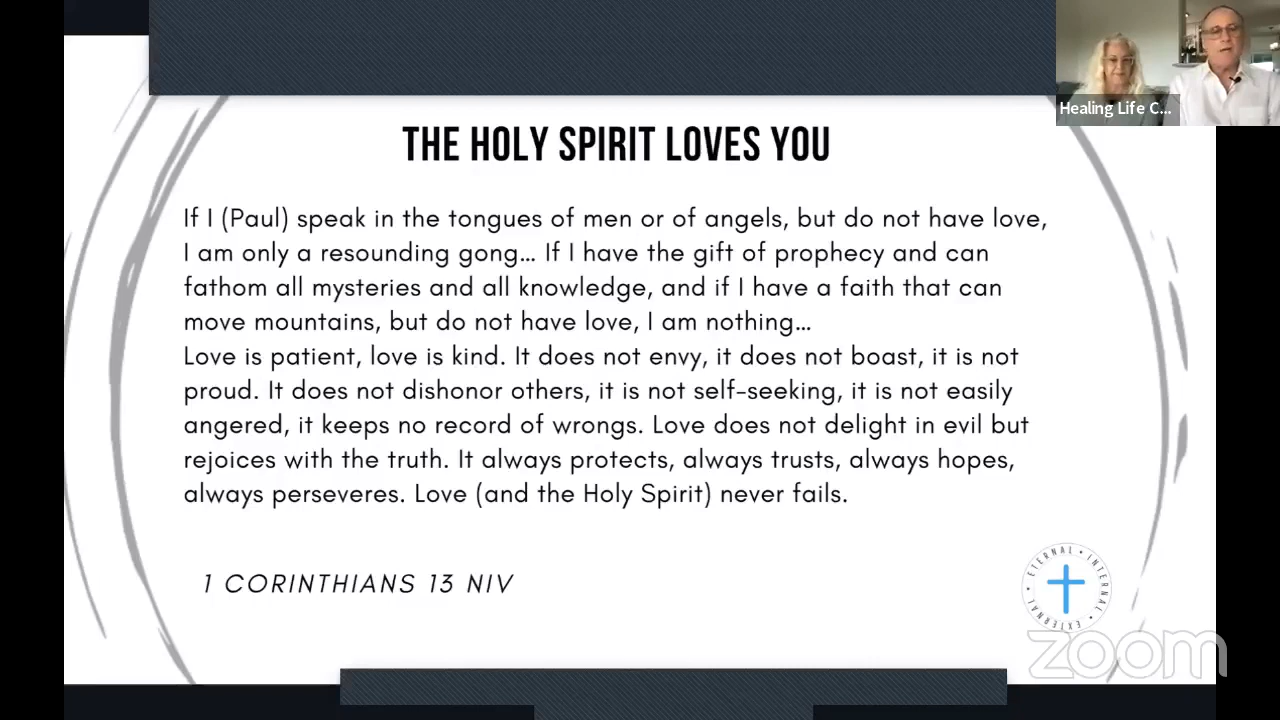 Healing Life C...
THE HOLY SPIRIT LOVES YOU
If I (Paul) speak in the tongues of men or of angels, but do not have love,
I am only a resounding gong... If I have the gift of prophecy and can
fathom all mysteries and all knowledge, and if I have a faith that can
move mountains, but do not have love, I am nothing...
Love is patient, love is kind. It does not envy, it does not boast, it is not
proud. It does not dishonor others, it is not self-seeking, it is not easily
angered, it keeps no record of wrongs. Love does not delight in evil but
rejoices with the truth. It always protects, always trusts, always hopes,
always perseveres. Love (and the Holy Spirit) never fails.
1 CORINTHIANS 13 NIV
ETERNAL • INTERNAL • EXTERNAL •
zoom